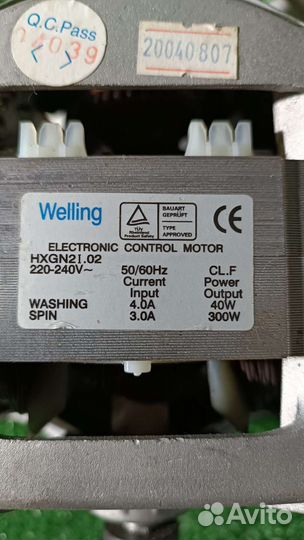 Q.C.Pass
20040807
Welling
TÜV
Rheinland
Product Safety
BAUART
GEPRÜFT
TYPE
APPROVED
CE
ELECTRONIC CONTROL MOTOR
HXGN2I.02
220-240V~ 50/60Hz CL.F
Current Power
Input Output
WASHING 4.0A 40W
SPIN 3.0A 300W
Avito